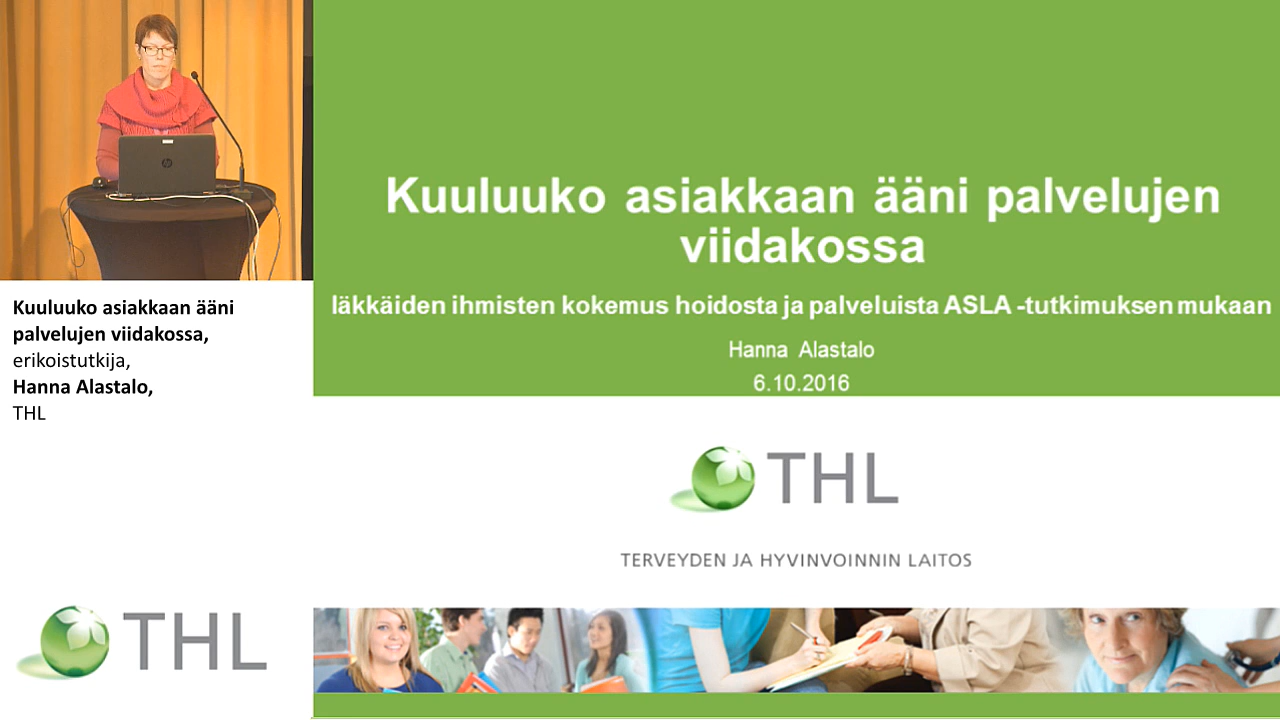 Kuuluuko asiakkaan ääni
palvelujen viidakossa,
erikoistutkija,
Hanna Alastalo,
THL
THL
Kuuluuko asiakkaan ääni palvelujen
viidakossa
Iäkkäiden ihmisten kokemus hoidosta ja palveluista ASLA -tutkimuksen mukaan
Hanna Alastalo
6.10.2016
THL
TERVEYDEN JA HYVINVOINNIN LAITOS